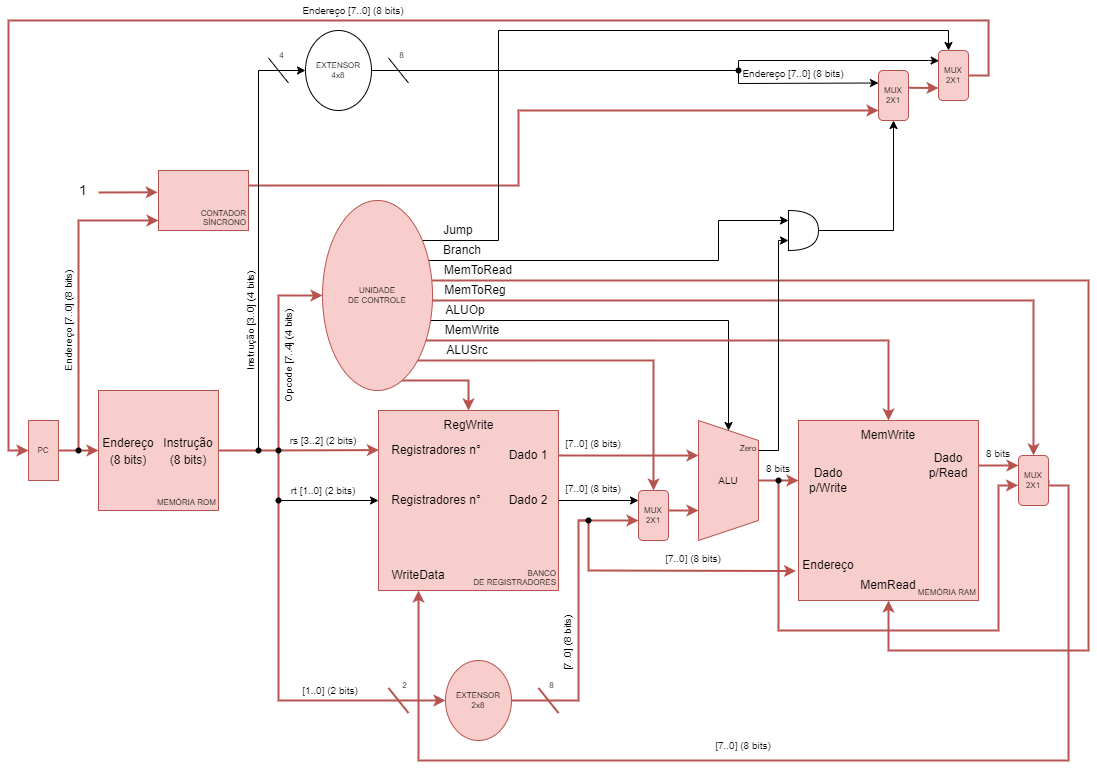 Endereço [7..0] (8 bits)
4
8
EXTENSOR
4x8
Endereço [7..0] (8 bits)
MUX
2X1
MUX
2X1
1
CONTADOR
SÍNCRONO
Jump
Branch
MemToRead
MemToReg
ALUOp
MemWrite
ALUSrc
UNIDADE
DE CONTROLE
Endereço [7..0] (8 bits)
Instrução [3..0] (4 bits)
Opcode [7..4] (4 bits)
PC
Endereço
(8 bits)
Instrução
(8 bits)
MEMÓRIA ROM
rs [3..2] (2 bits)
rt [1..0] (2 bits)
RegWrite
Registradores n°
Dado 1
Registradores n°
Dado 2
WriteData
BANCO
DE REGISTRADORES
[7..0] (8 bits)
[7..0] (8 bits)
MUX
2X1
Zero
ALU
8 bits
MemWrite
Dado
p/Write
Dado
p/Read
Endereço
MemRead
MEMÓRIA RAM
8 bits
MUX
2X1
[7..0] (8 bits)
[7..0] (8 bits)
[1..0] (2 bits)
2
EXTENSOR
2x8
8
[7..0] (8 bits)